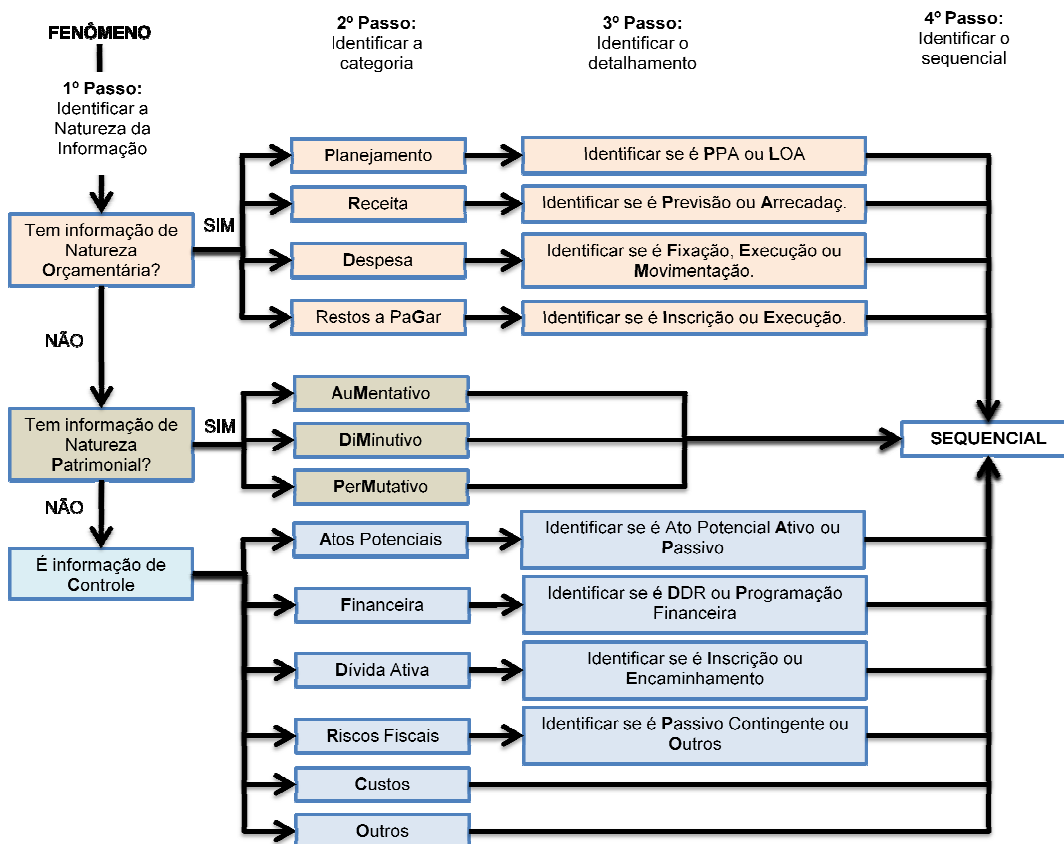 FENÔMENO
1º Passo:
Identificar a
Natureza da
Informação
2º Passo:
Identificar a
categoria
3º Passo:
Identificar o
detalhamento
4º Passo:
Identificar o
sequencial
Tem informação de
Natureza
Orçamentária?
SIM
Planejamento
Identificar se é PPA ou LOA
Receita
Identificar se é Previsão ou Arrecadaç.
Despesa
Identificar se é Fixação, Execução ou
Movimentação.
Restos a PaGar
Identificar se é Inscrição ou Execução.
NÃO
Tem informação de
Natureza
Patrimonial?
SIM
AuMentativo
DiMinutivo
PerMutativo
SEQUENCIAL
NÃO
É informação de
Controle
Atos Potenciais
Identificar se é Ato Potencial Ativo ou
Passivo
Financeira
Identificar se é DDR ou Programação
Financeira
Dívida Ativa
Identificar se é Inscrição ou
Encaminhamento
Riscos Fiscais
Identificar se é Passivo Contingente ou
Outros
Custos
Outros